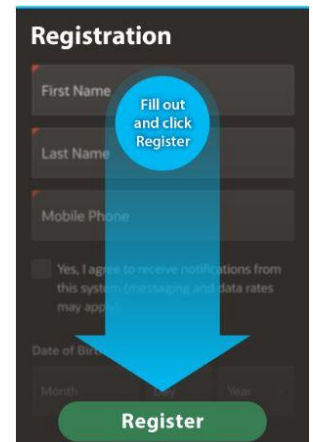 Registration
First Name
Fill out
and click
Register
Last Name
Mobile Phone
Yes, I agree to receive notifications from
this system (messaging and data rates
may apply)
Date of Birth
Month
Day
Year
Register